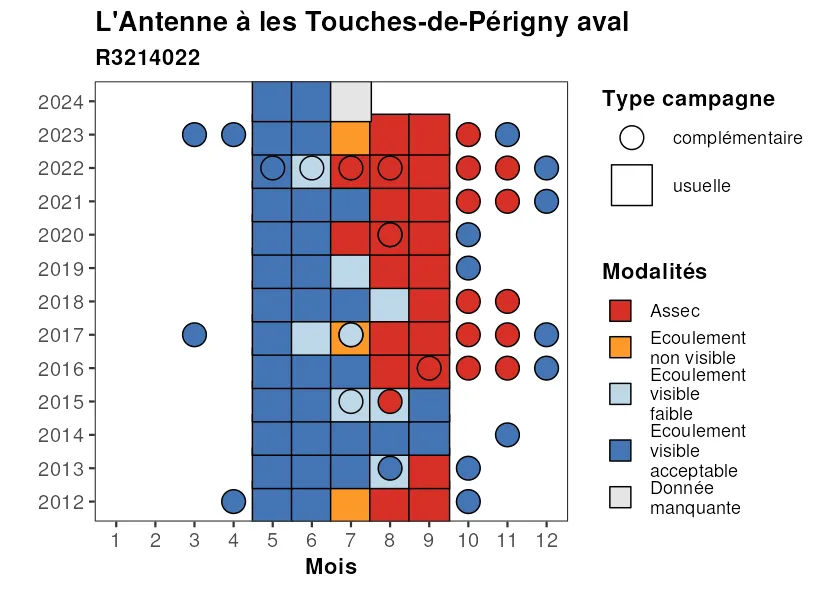 L'Antenne à les Touches-de-Périgny aval
R3214022
2024
2023
2022
2021
2020
2019
2018
2017
2016
2015
2014
2013
2012
1 2 3 4 5 6 7 8 9 10 11 12
Mois
Type campagne
complémentaire
usuelle
Modalités
Assec
Ecoulement
non visible
Ecoulement
visible
faible
Ecoulement
visible
acceptable
Donnée
manquante